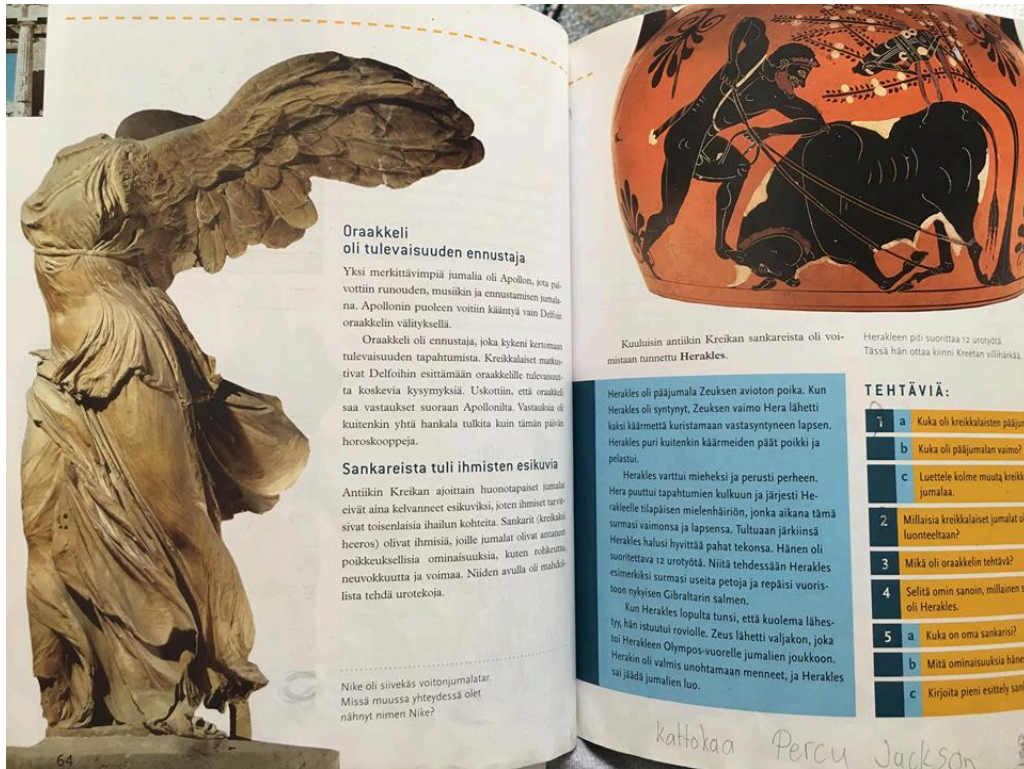 Oraakkeli
oli tulevaisuuden ennustaja
Yksi merkittävimpiä jumalia oli Apollon, jota pal-
vottiin runouden, musiikin ja ennustamisen jumala-
na. Apollonin puoleen voitiin kääntyä vain Delfoin
oraakkelin välityksellä.
Oraakkeli oli ennustaja, joka kykeni kertomaan
tulevaisuuden tapahtumista. Kreikkalaiset matkus-
tivat Delfoihin esittämään oraakkelille tulevaisuut-
ta koskevia kysymyksiä. Uskottiin, että oraakkeli
saa vastaukset suoraan Apollonilta. Vastauksia oli
kuitenkin yhtä hankala tulkita kuin tämän päivän
horoskooppeja.
Sankareista tuli ihmisten esikuvia
Antiikin Kreikan ajoittain huonotapaiset jumalat
eivät aina kelvanneet esikuviksi, joten ihmiset tarvit-
sivat toisenlaisia ihailun kohteita. Sankarit (kreikaksi
heeros) olivat ihmisiä, joille jumalat olivat antaneet
poikkeuksellisia ominaisuuksia, kuten rohkeutta,
neuvokkuutta ja voimaa. Niiden avulla oli mahdol-
lista tehdä urotekoja.
Nike oli siivekäs voitonjumalatar.
Missä muussa yhteydessä olet
nähnyt nimen Nike?
64
Kuuluisin antiikin Kreikan sankareista oli voi-
mistaan tunnettu Herakles.
Herakleen piti suorittaa 12 urotyötä.
Tässä hän ottaa kiinni Kreetan villihärkää.
Herakles oli pääjumala Zeuksen avioton poika. Kun
Herakles oli syntynyt, Zeuksen vaimo Hera lähetti
kaksi käärmettä kuristamaan vastasyntyneen lapsen.
Herakles puri kuitenkin käärmeiden päät poikki ja
pelastui.
Herakles varttui mieheksi ja perusti perheen.
Hera puuttui tapahtumien kulkuun ja järjesti He-
rakleelle tilapäisen mielenhäiriön, jonka aikana tämä
surmasi vaimonsa ja lapsensa. Tultuaan järkiinsä
Herakles halusi hyvittää pahat tekonsa. Hänen oli
suoritettava 12 urotyötä. Niitä tehdessään Herakles
esimerkiksi surmasi useita petoja ja repäisi vuoris-
toon nykyisen Gibraltarin salmen.
Kun Herakles lopulta tunsi, että kuolema lähes-
tyy, hän istuutui roviolle. Zeus lähetti valjakon, joka
toi Herakleen Olympos-vuorelle jumalien joukkoon.
Herakin oli valmis unohtamaan menneet, ja Herakles
sai jäädä jumalien luo.
TEHTÄVIÄ:
1 a Kuka oli kreikkalaisten
b Kuka oli pääjumalan vaimo?
c Luettele kolme muuta
jumalaa.
2 Millaisia kreikkalaiset jumalat
luonteeltaan?
3 Mikä oli oraakkelin tehtävä?
4 Selitä omin sanoin, millainen
oli Herakles.
5 a Kuka on oma sankarisi?
b Mitä ominaisuuksia
c Kirjoita pieni esittely
kattokaa Percy Jackson